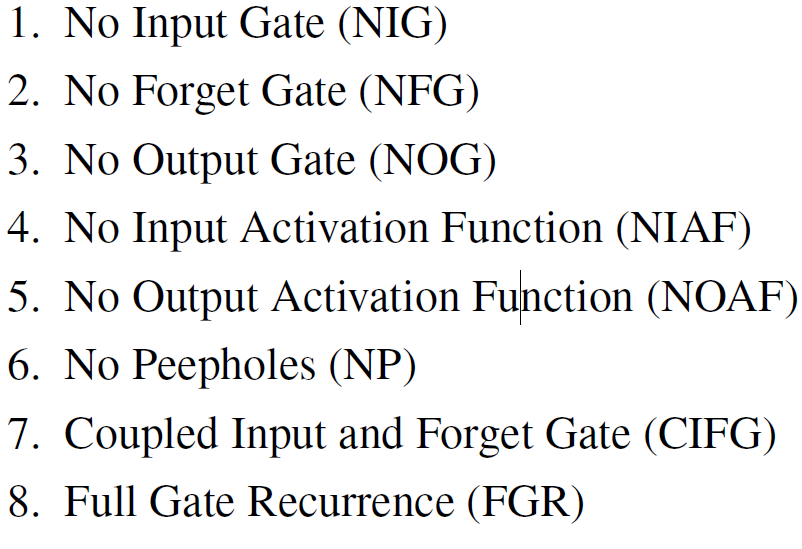 1. No Input Gate (NIG)
2. No Forget Gate (NFG)
3. No Output Gate (NOG)
4. No Input Activation Function (NIAF)
5. No Output Activation Function (NOAF)
6. No Peepholes (NP)
7. Coupled Input and Forget Gate (CIFG)
8. Full Gate Recurrence (FGR)